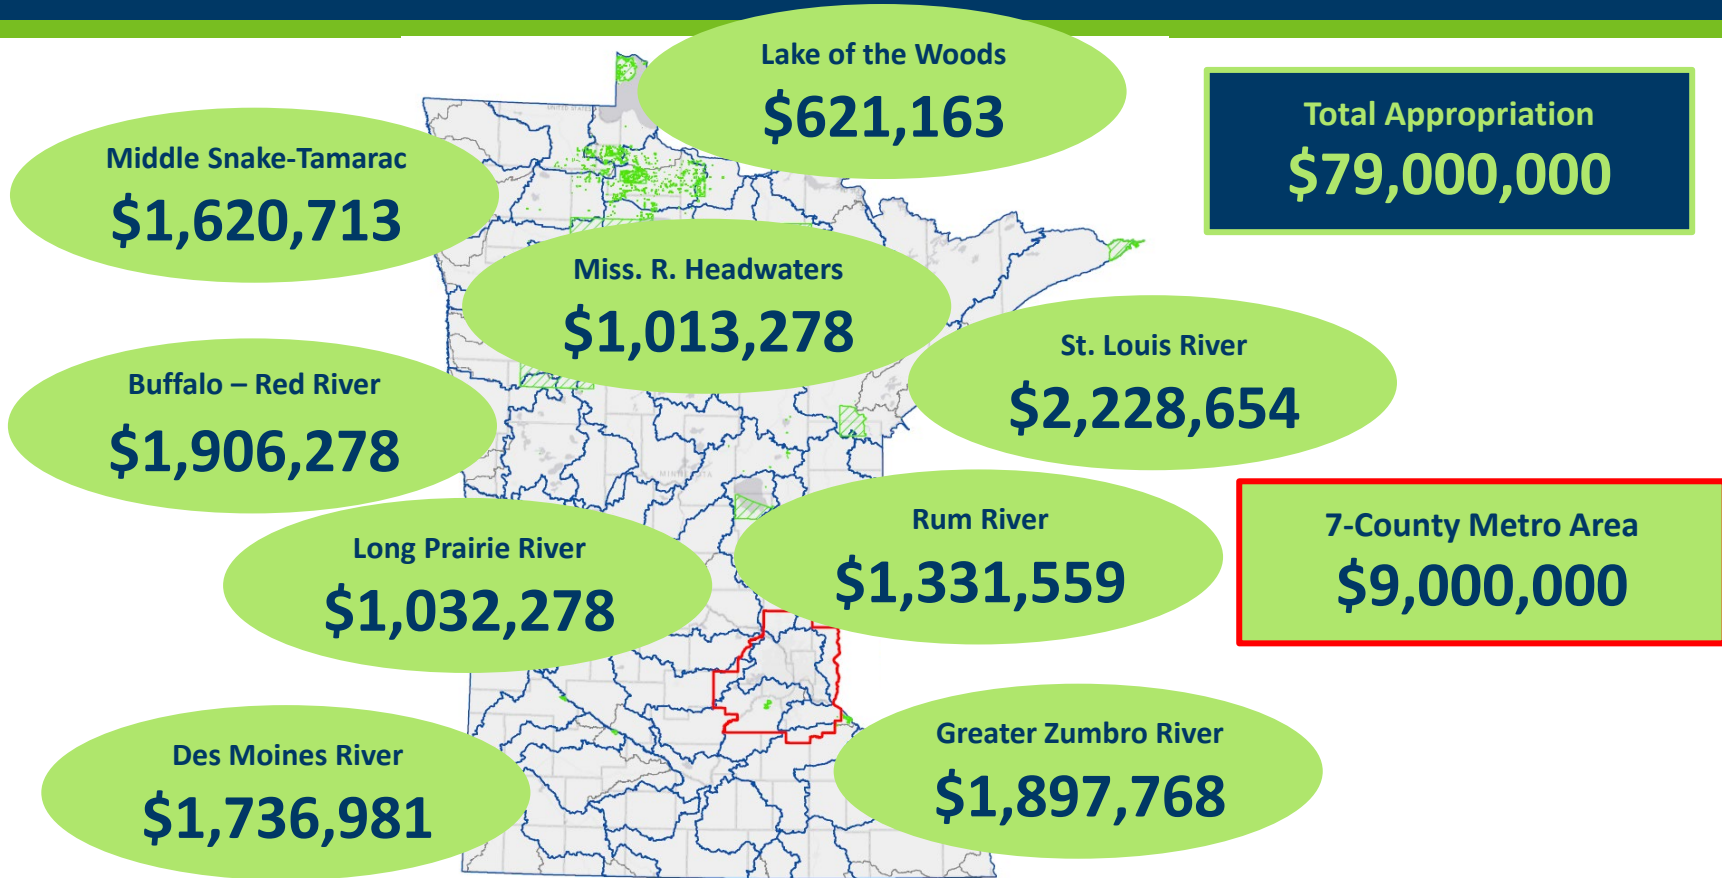 Lake of the Woods
$621,163
Total Appropriation
$79,000,000
Middle Snake-Tamarac
$1,620,713
Miss. R. Headwaters
$1,013,278
St. Louis River
$2,228,654
Buffalo – Red River
$1,906,278
MINNESOTA
Rum River
$1,331,559
7-County Metro Area
$9,000,000
Long Prairie River
$1,032,278
Greater Zumbro River
$1,897,768
Des Moines River
$1,736,981